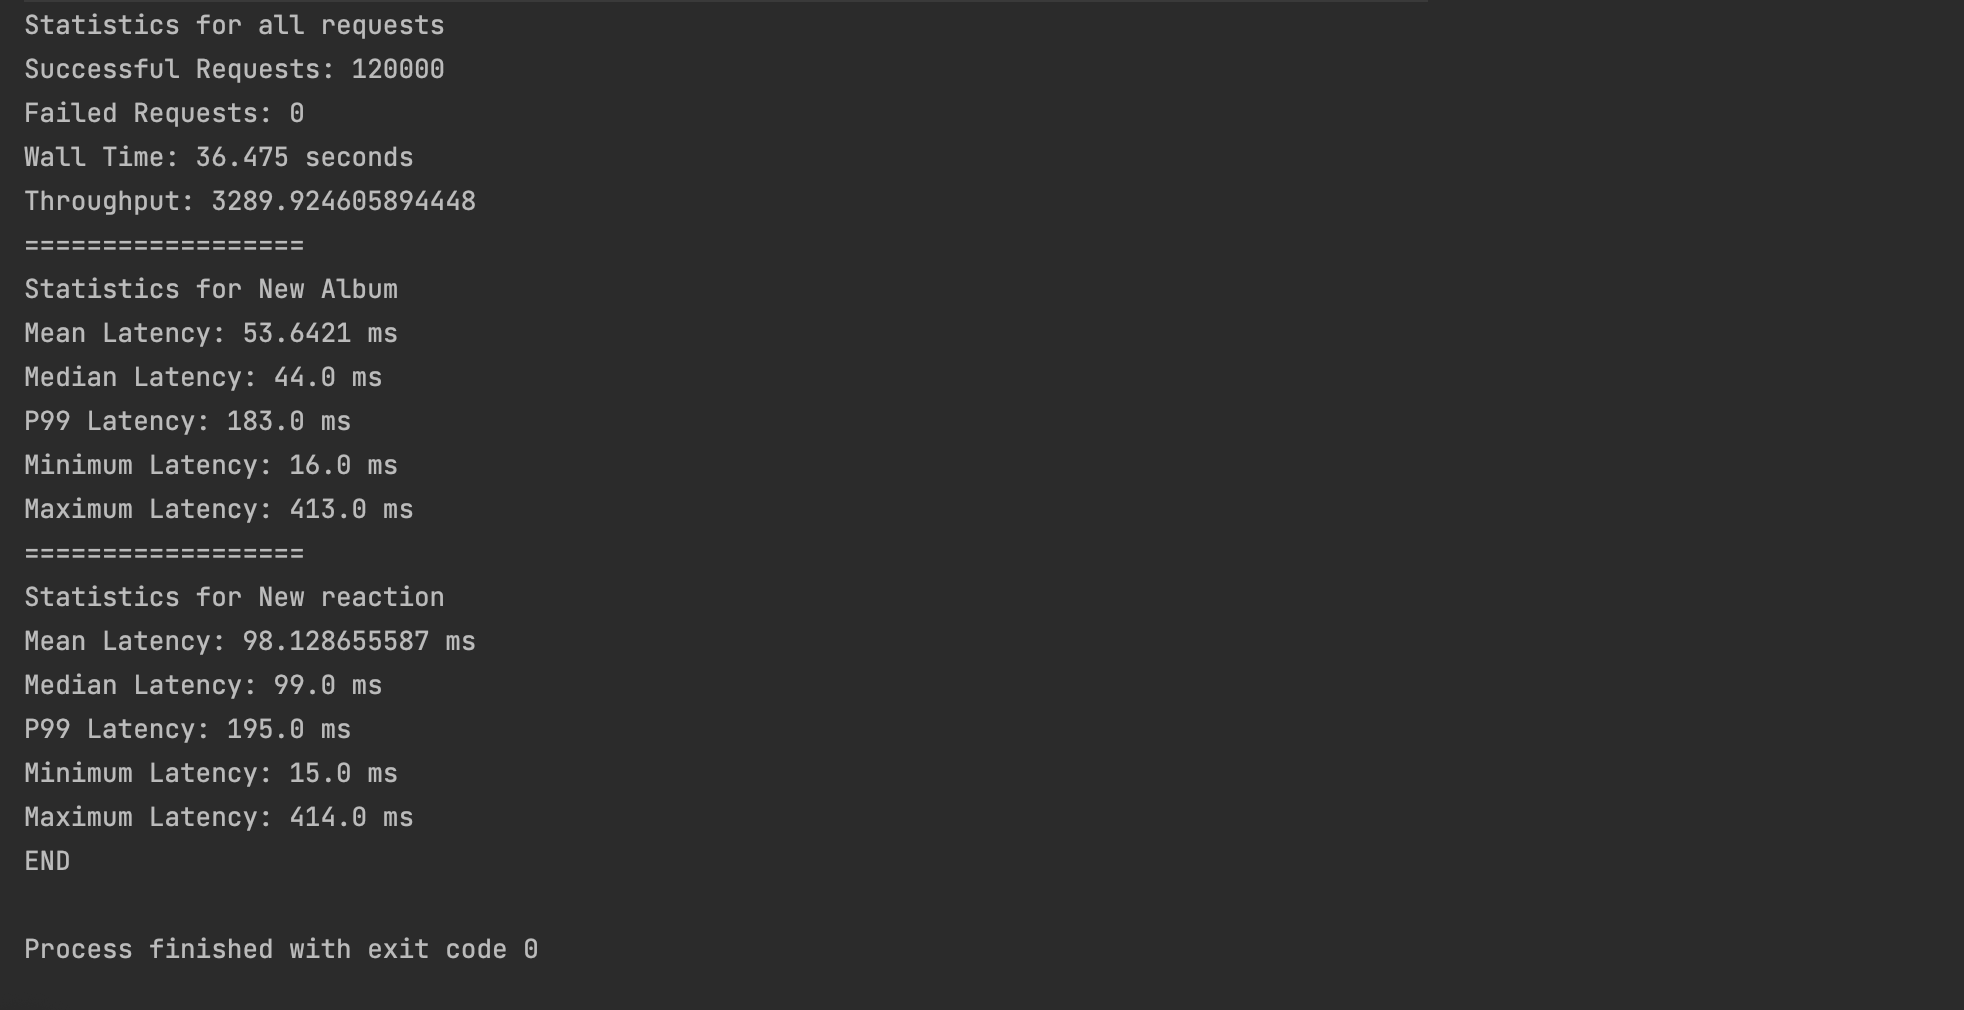 Statistics for all requests
Successful Requests: 120000
Failed Requests: 0
Wall Time: 36.475 seconds
Throughput: 3289.924605894448
==================
Statistics for New Album
Mean Latency: 53.6421 ms
Median Latency: 44.0 ms
P99 Latency: 183.0 ms
Minimum Latency: 16.0 ms
Maximum Latency: 413.0 ms
==================
Statistics for New reaction
Mean Latency: 98.128655587 ms
Median Latency: 99.0 ms
P99 Latency: 195.0 ms
Minimum Latency: 15.0 ms
Maximum Latency: 414.0 ms
END
Process finished with exit code 0